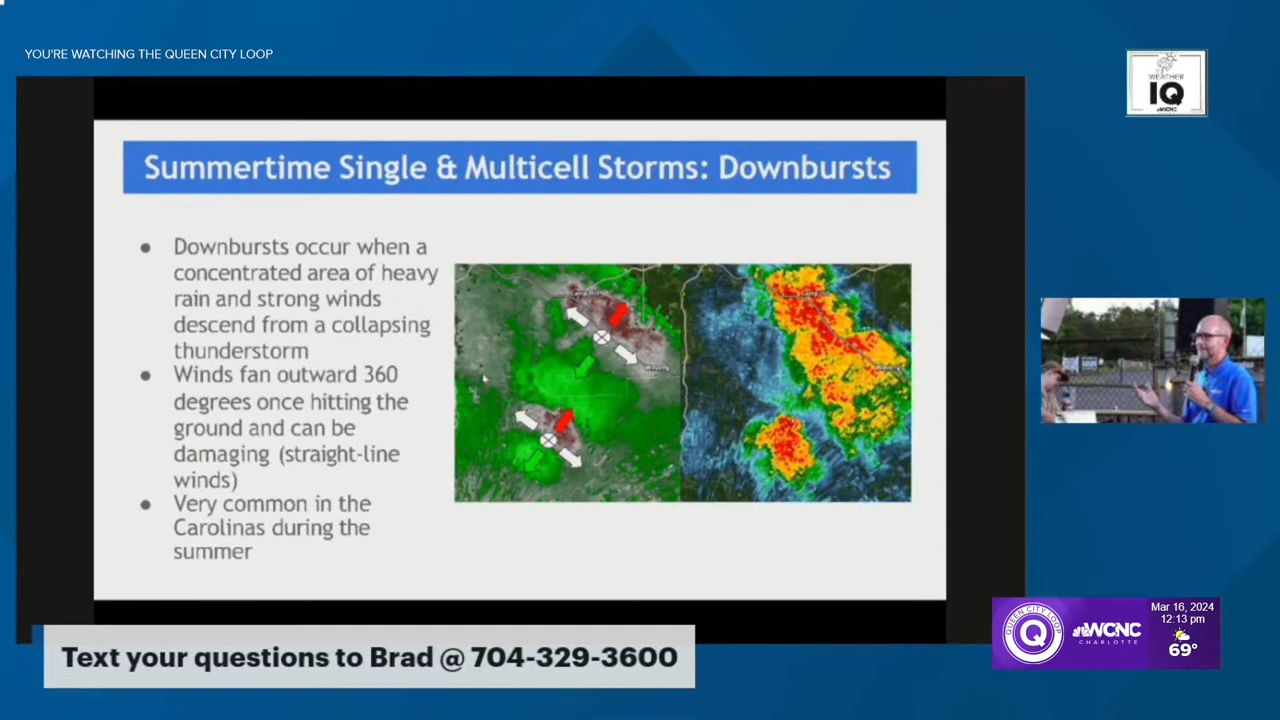 YOU'RE WATCHING THE QUEEN CITY LOOP
WEATHER
IQ
WCNC
Summertime Single & Multicell Storms: Downbursts
Downbursts occur when a
concentrated area of heavy
rain and strong winds
descend from a collapsing
thunderstorm
Winds fan outward 360
degrees once hitting the
ground and can be
damaging (straight-line
winds)
Very common in the
Carolinas during the
summer
Text your questions to Brad @ 704-329-3600
QUEEN CITY LOOP
Q
WCNC
CHARLOTTE
Mar 16, 2024
12:13 pm
69°